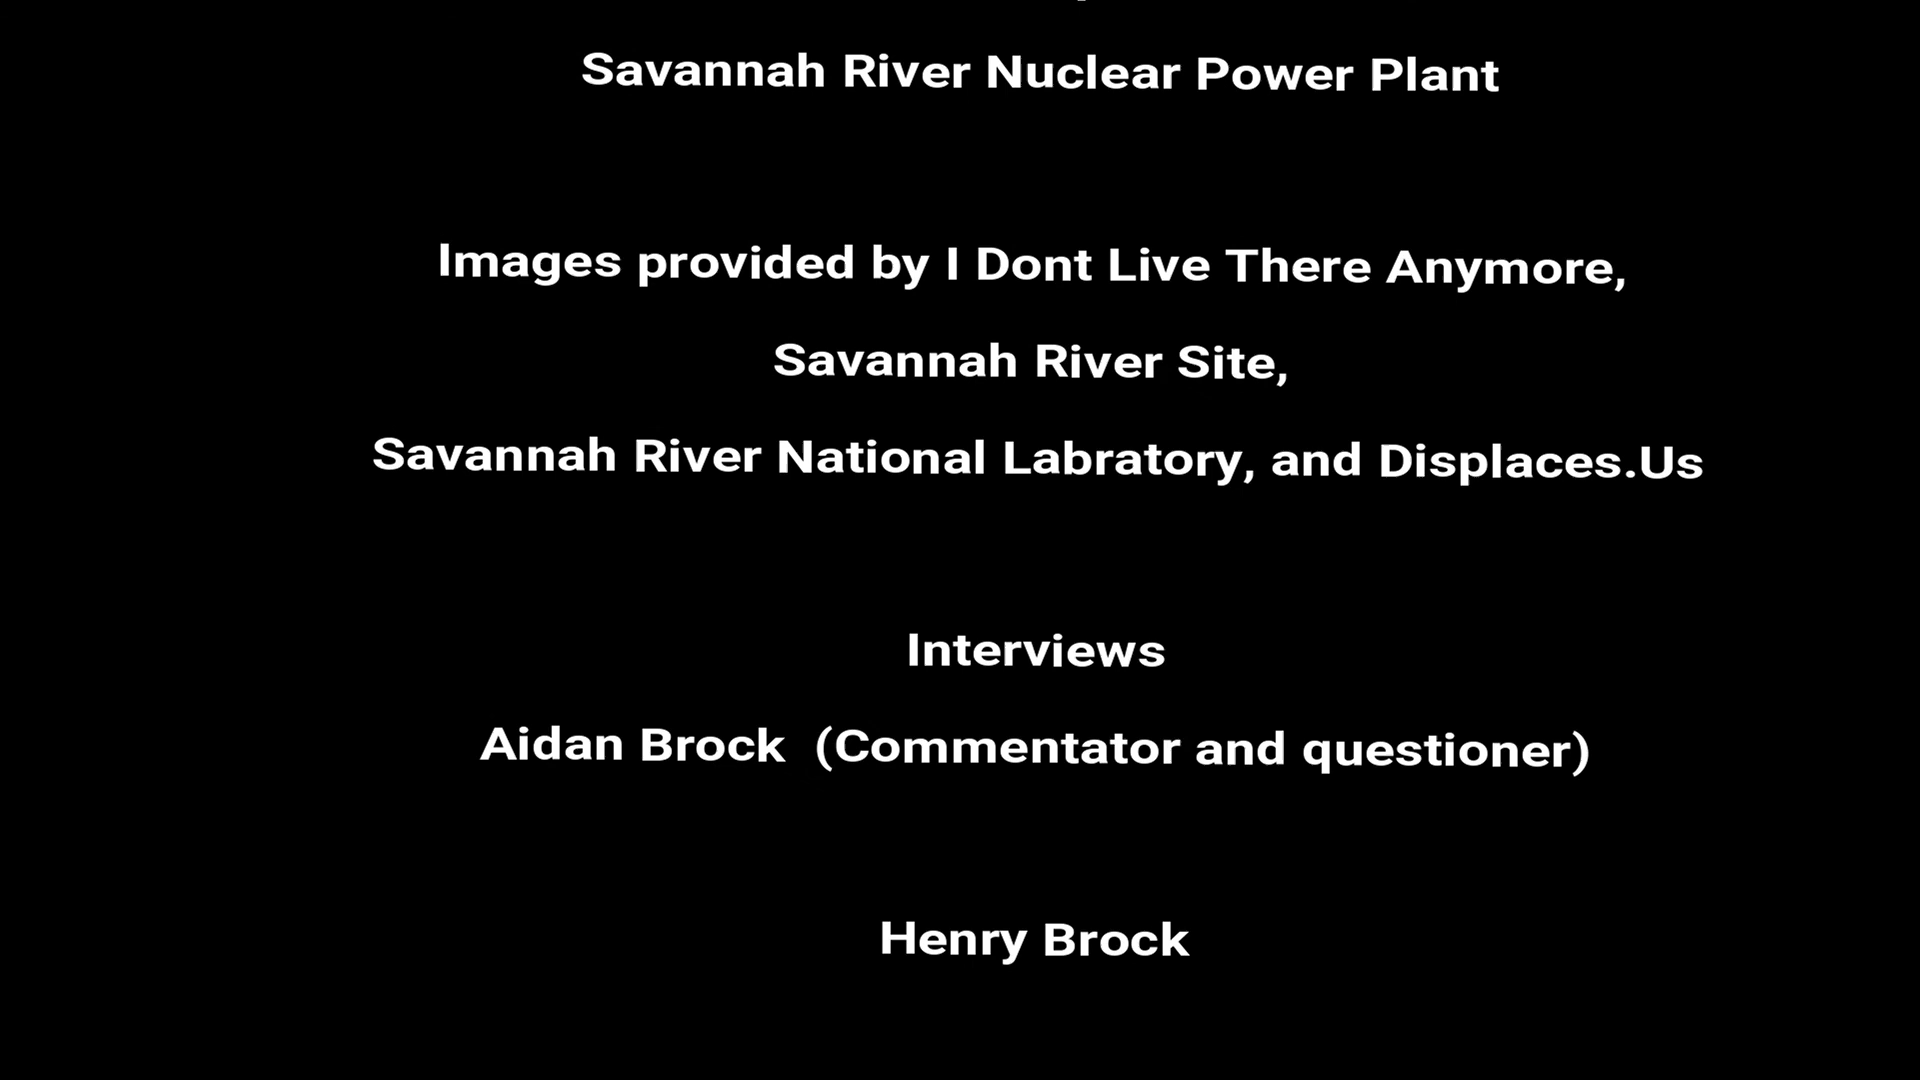 Savannah River Nuclear Power Plant
Images provided by I Dont Live There Anymore,
Savannah River Site,
Savannah River National Labratory, and Displaces.Us
Interviews
Aidan Brock  (Commentator and questioner)
Henry Brock